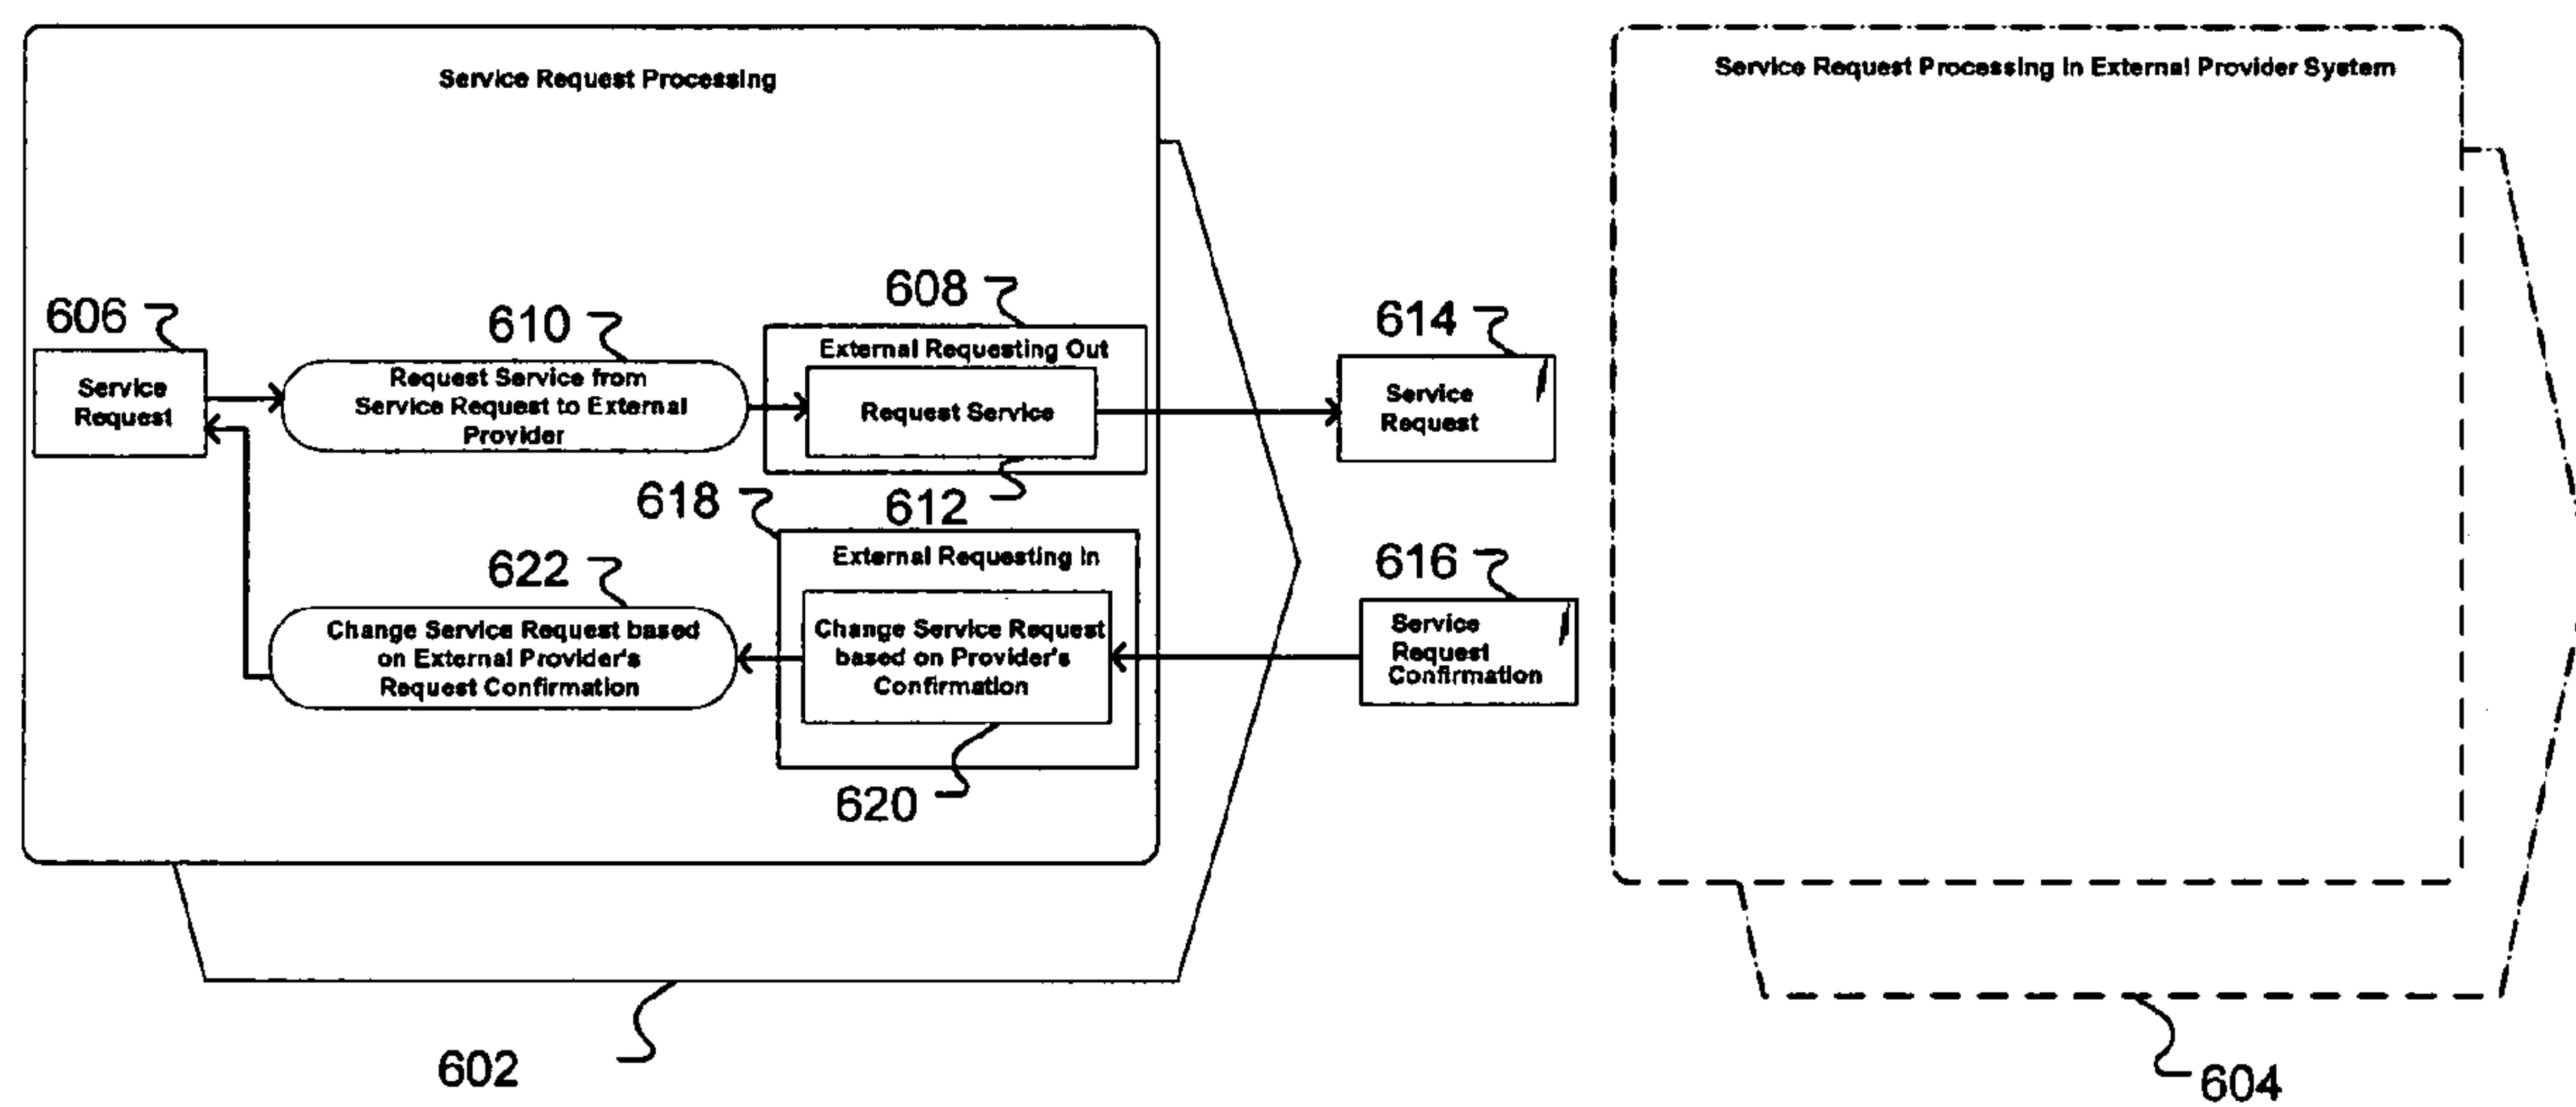 Service Request Processing
Service Request Processing in External Provider System
608
606
610
614
External Requesting Out
Service
Request
Request Service from
Service Request to External
Provider
Request Service
Service
Request
618
612
External Requesting In
622
616
Change Service Request based
on External Provider's
Request Confirmation
Change Service Request
based on Provider's
Confirmation
Service
Request
Confirmation
620
602
604